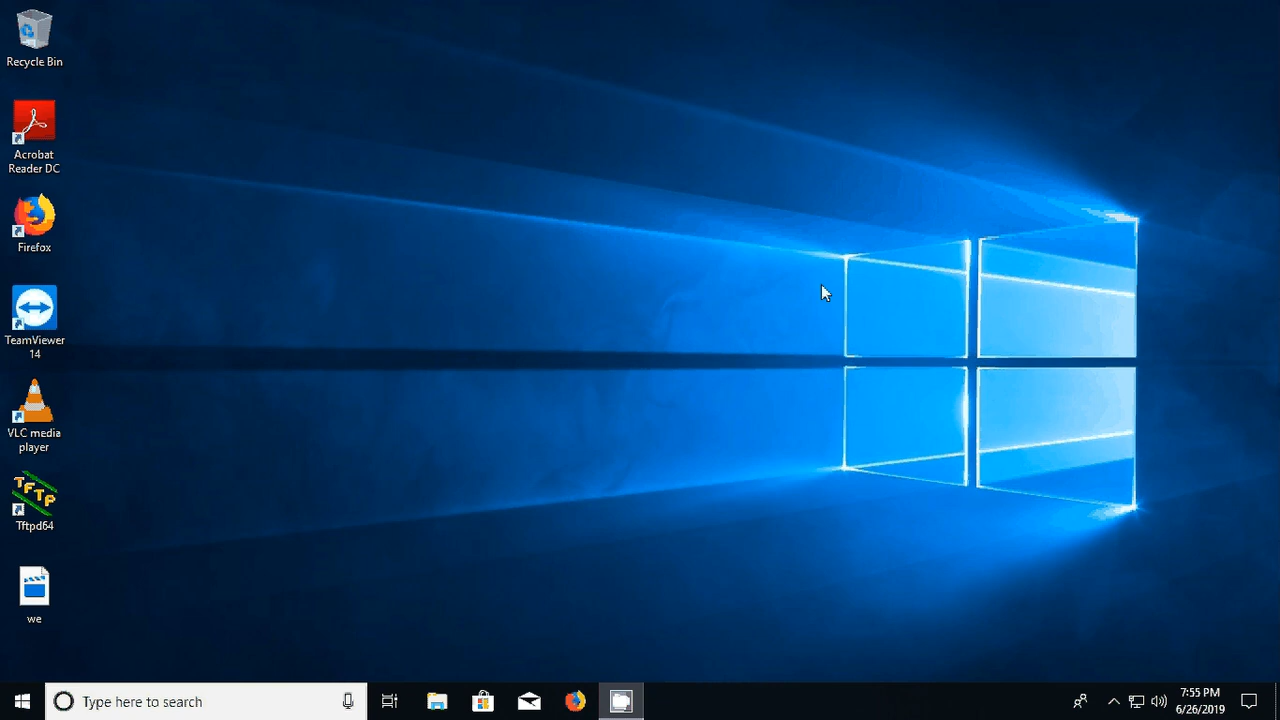 Recycle Bin
Acrobat
Reader DC
Firefox
TeamViewer
14
VLC media
player
TFTP
Tftpd64
we
Type here to search
7:55 PM
6/26/2019